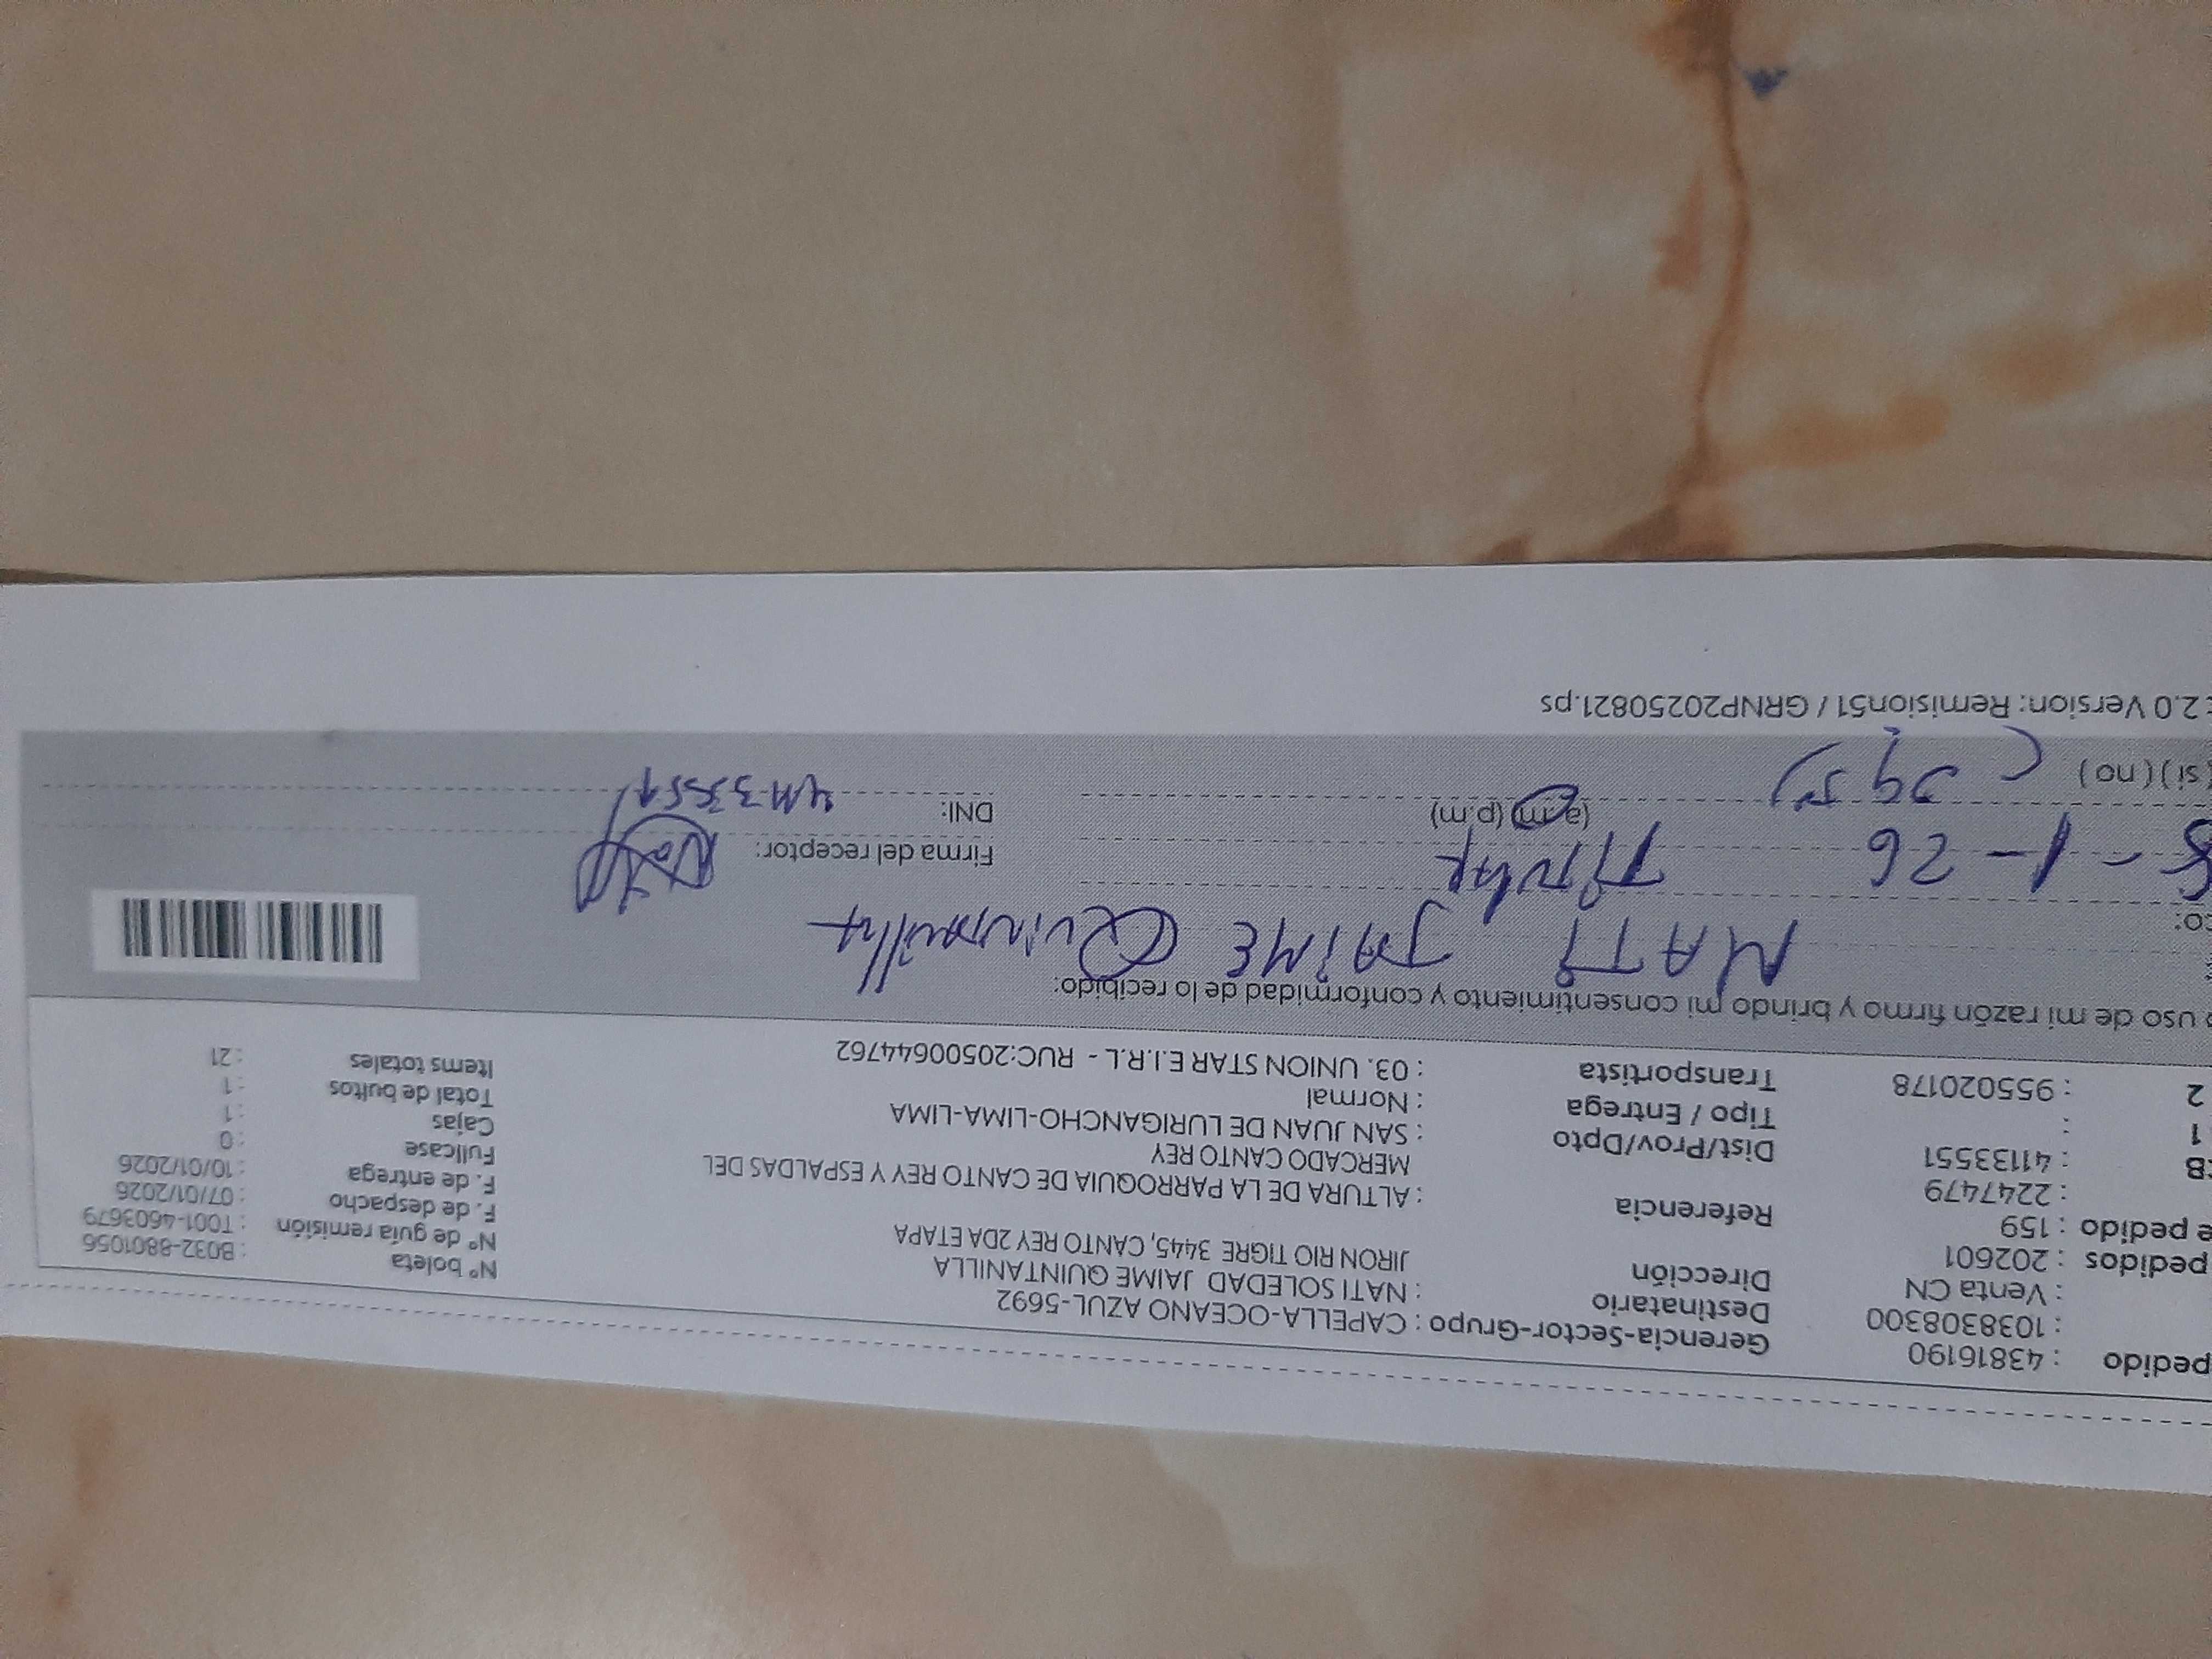 pedido : 43816190
: 1038308300
: Venta CN
pedidos : 202601
e pedido : 159
: 2247479
: 41133551
1 :
2 : 955020178
Gerencia-Sector-Grupo : CAPELLA-OCEANO AZUL-5692
Destinatario : NATI SOLEDAD JAIME QUINTANILLA
Dirección JIRON RIO TIGRE 3445, CANTO REY 2DA ETAPA
Referencia : ALTURA DE LA PARROQUIA DE CANTO REY Y ESPALDAS DEL
MERCADO CANTO REY
Dist/Prov/Dpto : SAN JUAN DE LURIGANCHO-LIMA-LIMA
Tipo / Entrega : Normal
Transportista : 03. UNION STAR E.I.R.L - RUC:20500644762
N° boleta : B032-8801056
N° de guía remisión : T001-4603679
F. de despacho : 07/01/2026
F. de entrega : 10/01/2026
Fullcase : 0
Cajas : 1
Total de bultos : 1
Items totales : 21
uso de mi razón firmo y brindo mi consentimiento y conformidad de lo recibido:
co: NATI JAIME Quintanilla
8-1-26 Titular
Firma del receptor:
(a.m) (p.m)
DNI: 41133551
(si) (no)
2.0 Version: Remision51 / GRNP20250821.ps